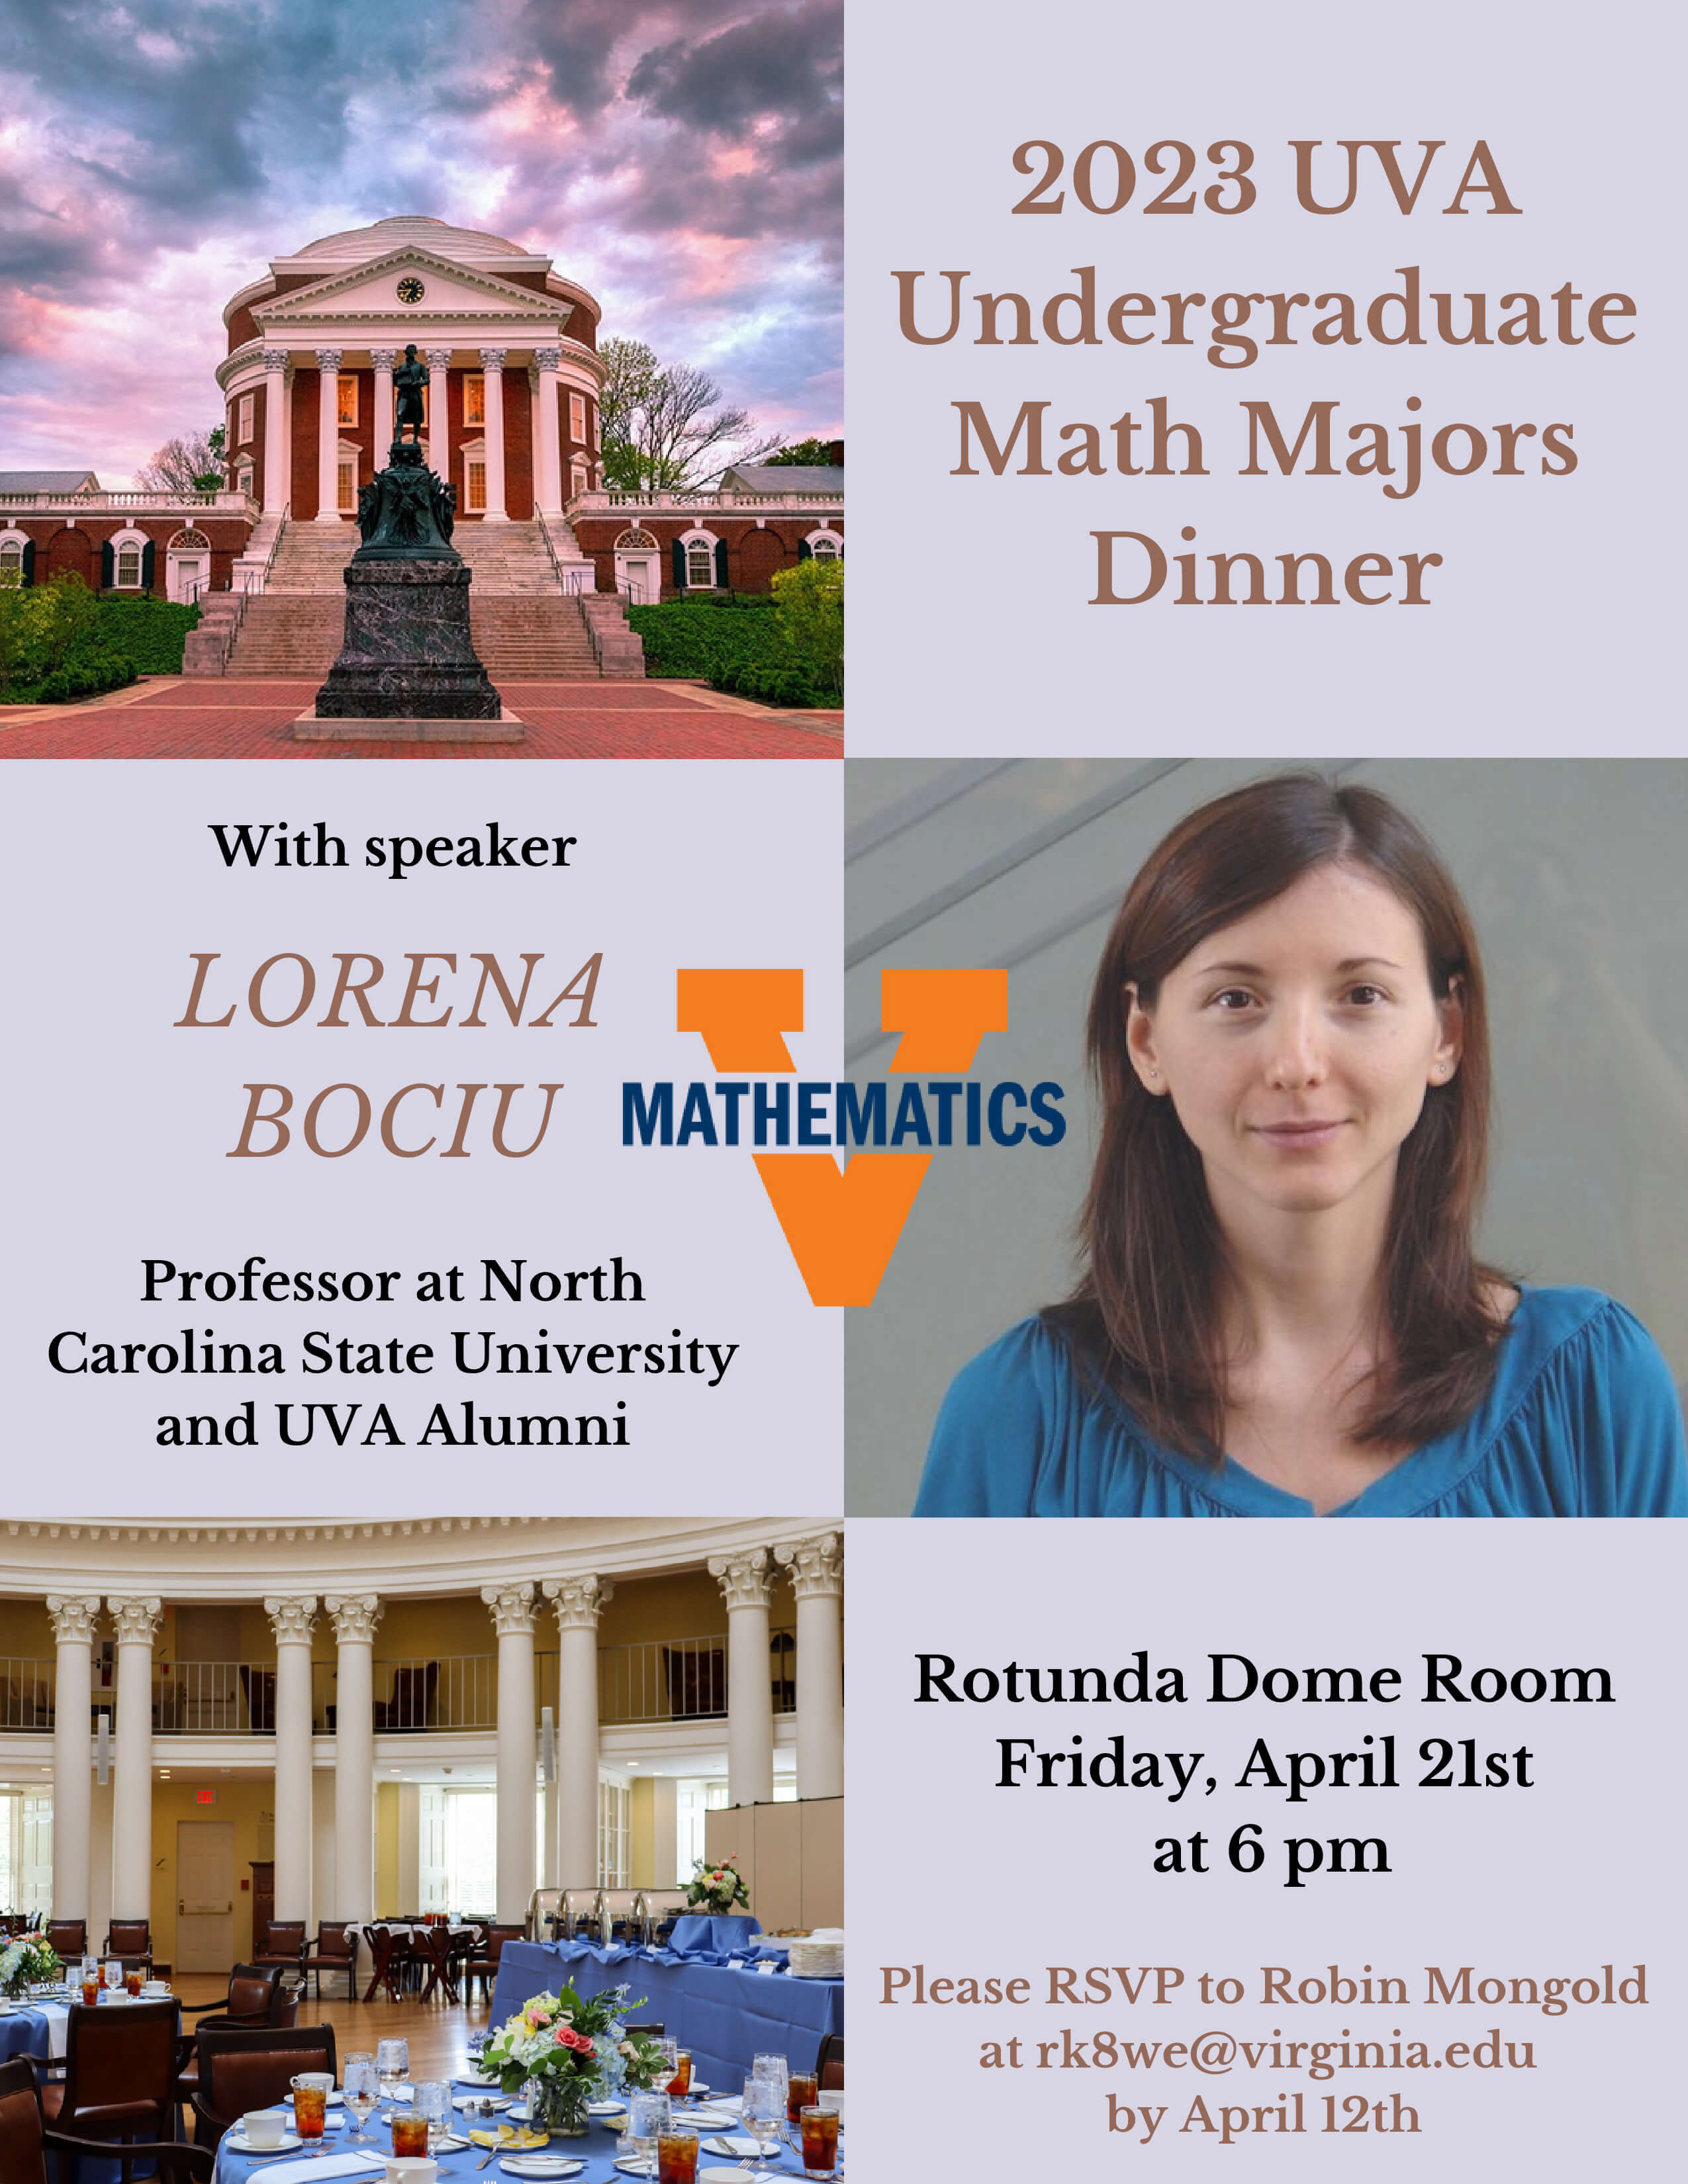 2023 UVA
Undergraduate
Math Majors
Dinner
With speaker
LORENA
BOCIU
MATHEMATICS
Professor at North
Carolina State University
and UVA Alumni
Rotunda Dome Room
Friday, April 21st
at 6 pm
Please RSVP to Robin Mongold
at rk8we@virginia.edu
by April 12th